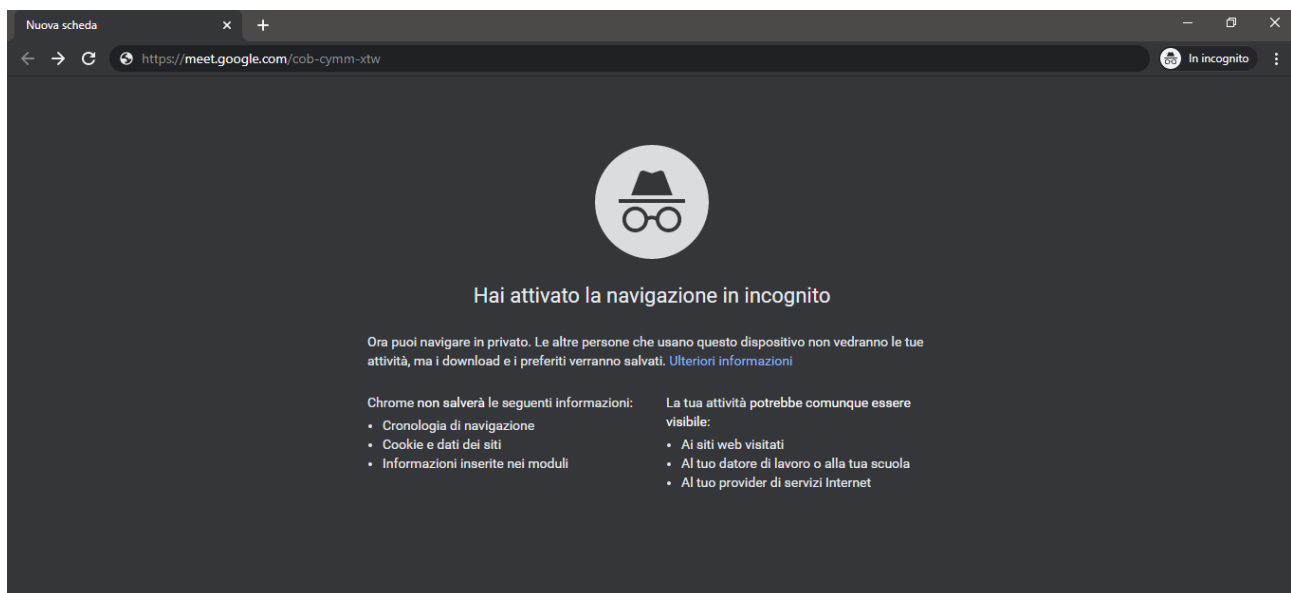 Nuova scheda
https://meet.google.com/cob-cymm-xtw
In incognito
Hai attivato la navigazione in incognito
Ora puoi navigare in privato. Le altre persone che usano questo dispositivo non vedranno le tue
attività, ma i download e i preferiti verranno salvati. Ulteriori informazioni
Chrome non salverà le seguenti informazioni:
• Cronologia di navigazione
• Cookie e dati dei siti
• Informazioni inserite nei moduli
La tua attività potrebbe comunque essere
visibile:
• Ai siti web visitati
• Al tuo datore di lavoro o alla tua scuola
• Al tuo provider di servizi Internet